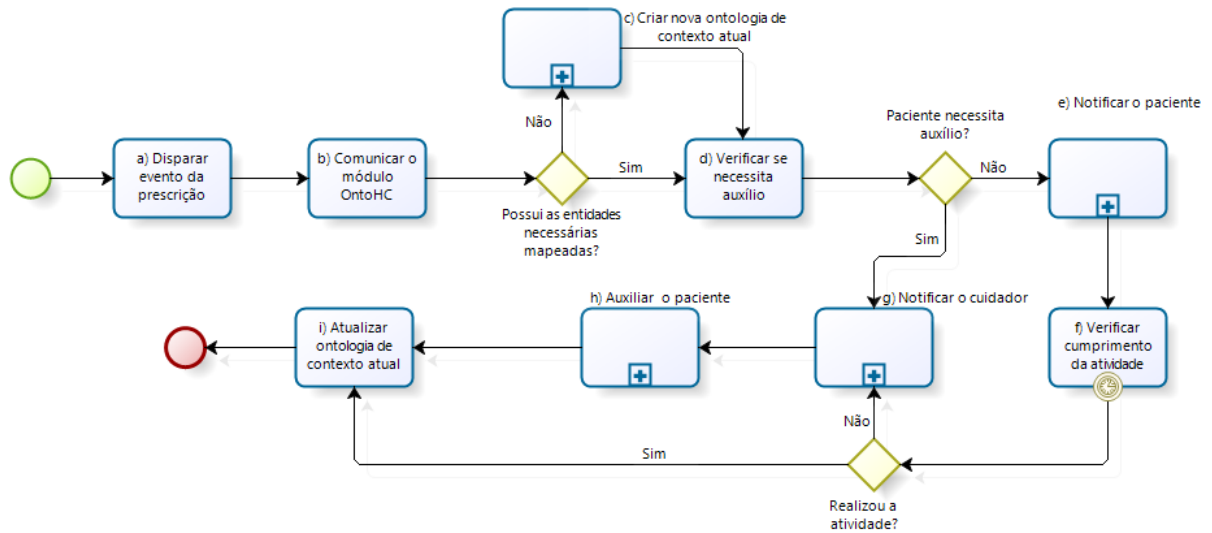 c) Criar nova ontologia de
contexto atual
Não
a) Disparar
evento da
prescrição
b) Comunicar o
módulo
OntoHC
Sim
Possui as entidades
necessárias
mapeadas?
d) Verificar se
necessita
auxílio
Paciente necessita
auxílio?
Não
Sim
e) Notificar o paciente
f) Verificar
cumprimento
da atividade
g) Notificar o cuidador
h) Auxiliar o paciente
i) Atualizar
ontologia de
contexto atual
Não
Sim
Realizou a
atividade?